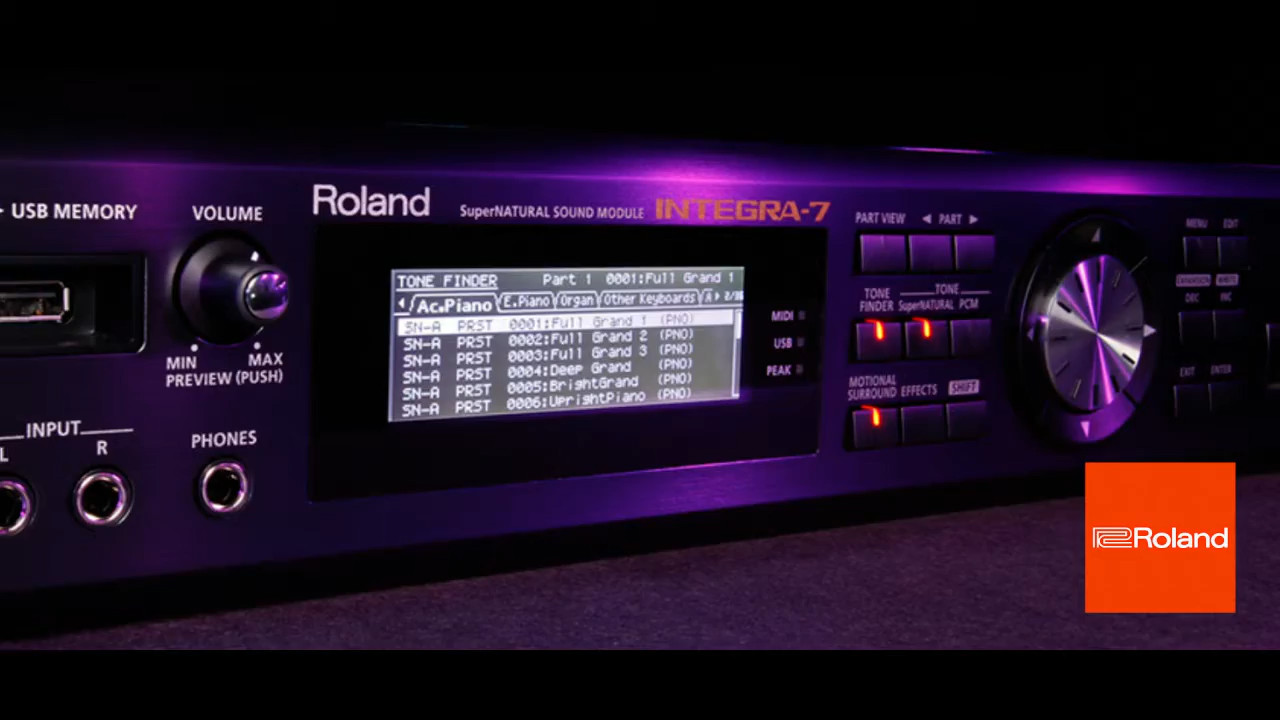 USB MEMORY
VOLUME
MIN
MAX
PREVIEW (PUSH)
INPUT
L
R
PHONES
Roland
SuperNATURAL SOUND MODULE
INTEGRA-7
TONE FINDER Part 1 0001:Full Grand 1
Ac.Piano E.Piano Organ Other Keyboards
SN-A PRST 0001:Full Grand 1 (PNO)
SN-A PRST 0002:Full Grand 2 (PNO)
SN-A PRST 0003:Full Grand 3 (PNO)
SN-A PRST 0004:Deep Grand (PNO)
SN-A PRST 0005:BrightGrand (PNO)
SN-A PRST 0006:UprightPiano (PNO)
MIDI
USB
PEAK
PART VIEW
◀ PART ▶
TONE
FINDER
TONE
SuperNATURAL PCM
MOTIONAL
SURROUND
EFFECTS
SHIFT
MENU
EDIT
WRITE
DEC
INC
EXIT
ENTER
Roland